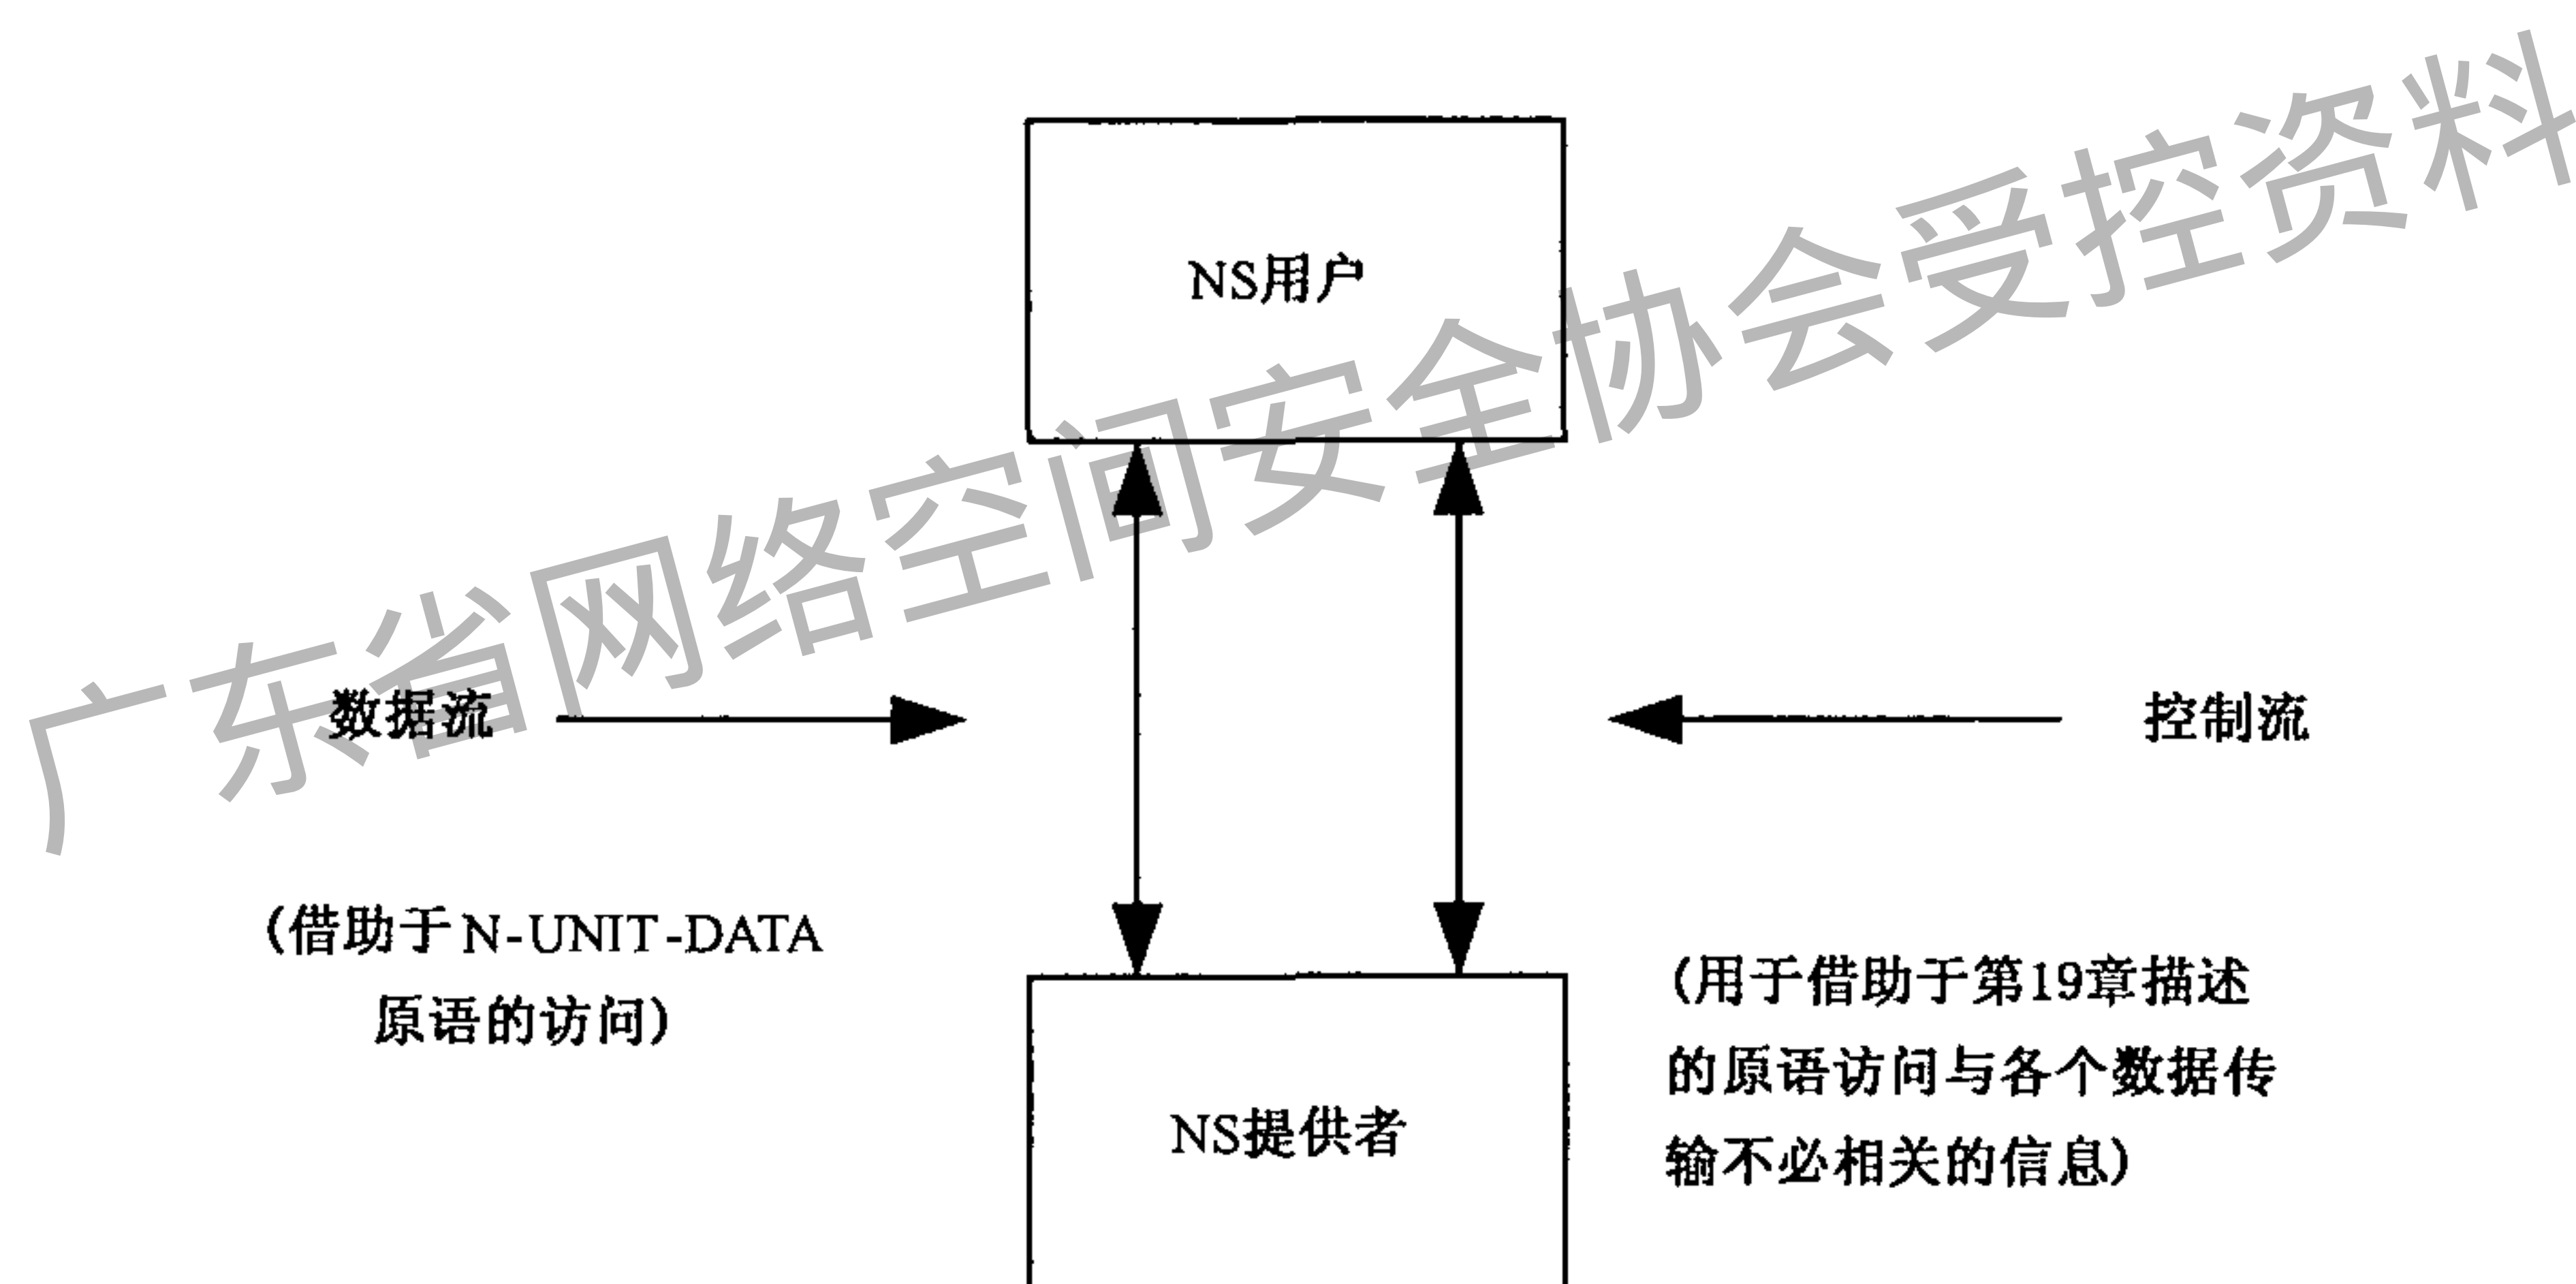 广东省网络空间安全协会受控资料
NS用户
数据流
控制流
(借助于N-UNIT-DATA
原语的访问)
(用于借助于第19章描述
的原语访问与各个数据传
输不必相关的信息)
NS提供者